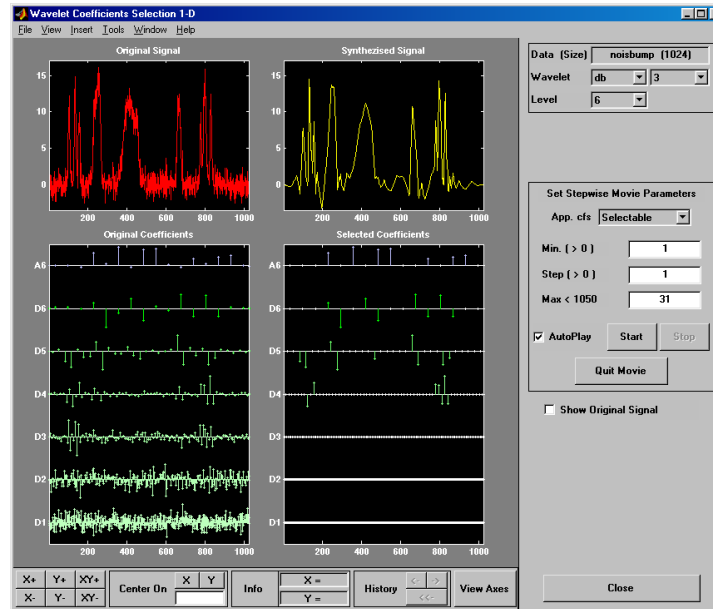 Wavelet Coefficients Selection 1-D
File View Insert Tools Window Help
Original Signal
15
10
5
0
200 400 600 800 1000
Synthezised Signal
15
10
5
0
200 400 600 800 1000
Original Coefficients
A6
D6
D5
D4
D3
D2
D1
200 400 600 800 1000
Selected Coefficients
A6
D6
D5
D4
D3
D2
D1
200 400 600 800 1000
Data (Size) noisbump (1024)
Wavelet db 3
Level 6
Set Stepwise Movie Parameters
App. cfs Selectable
Min. ( > 0 ) 1
Step ( > 0 ) 1
Max < 1050 31
AutoPlay Start Stop
Quit Movie
Show Original Signal
X+ Y+ XY+
X- Y- XY-
Center On X Y
Info X =
Y =
History <- ->
<<-
View Axes
Close